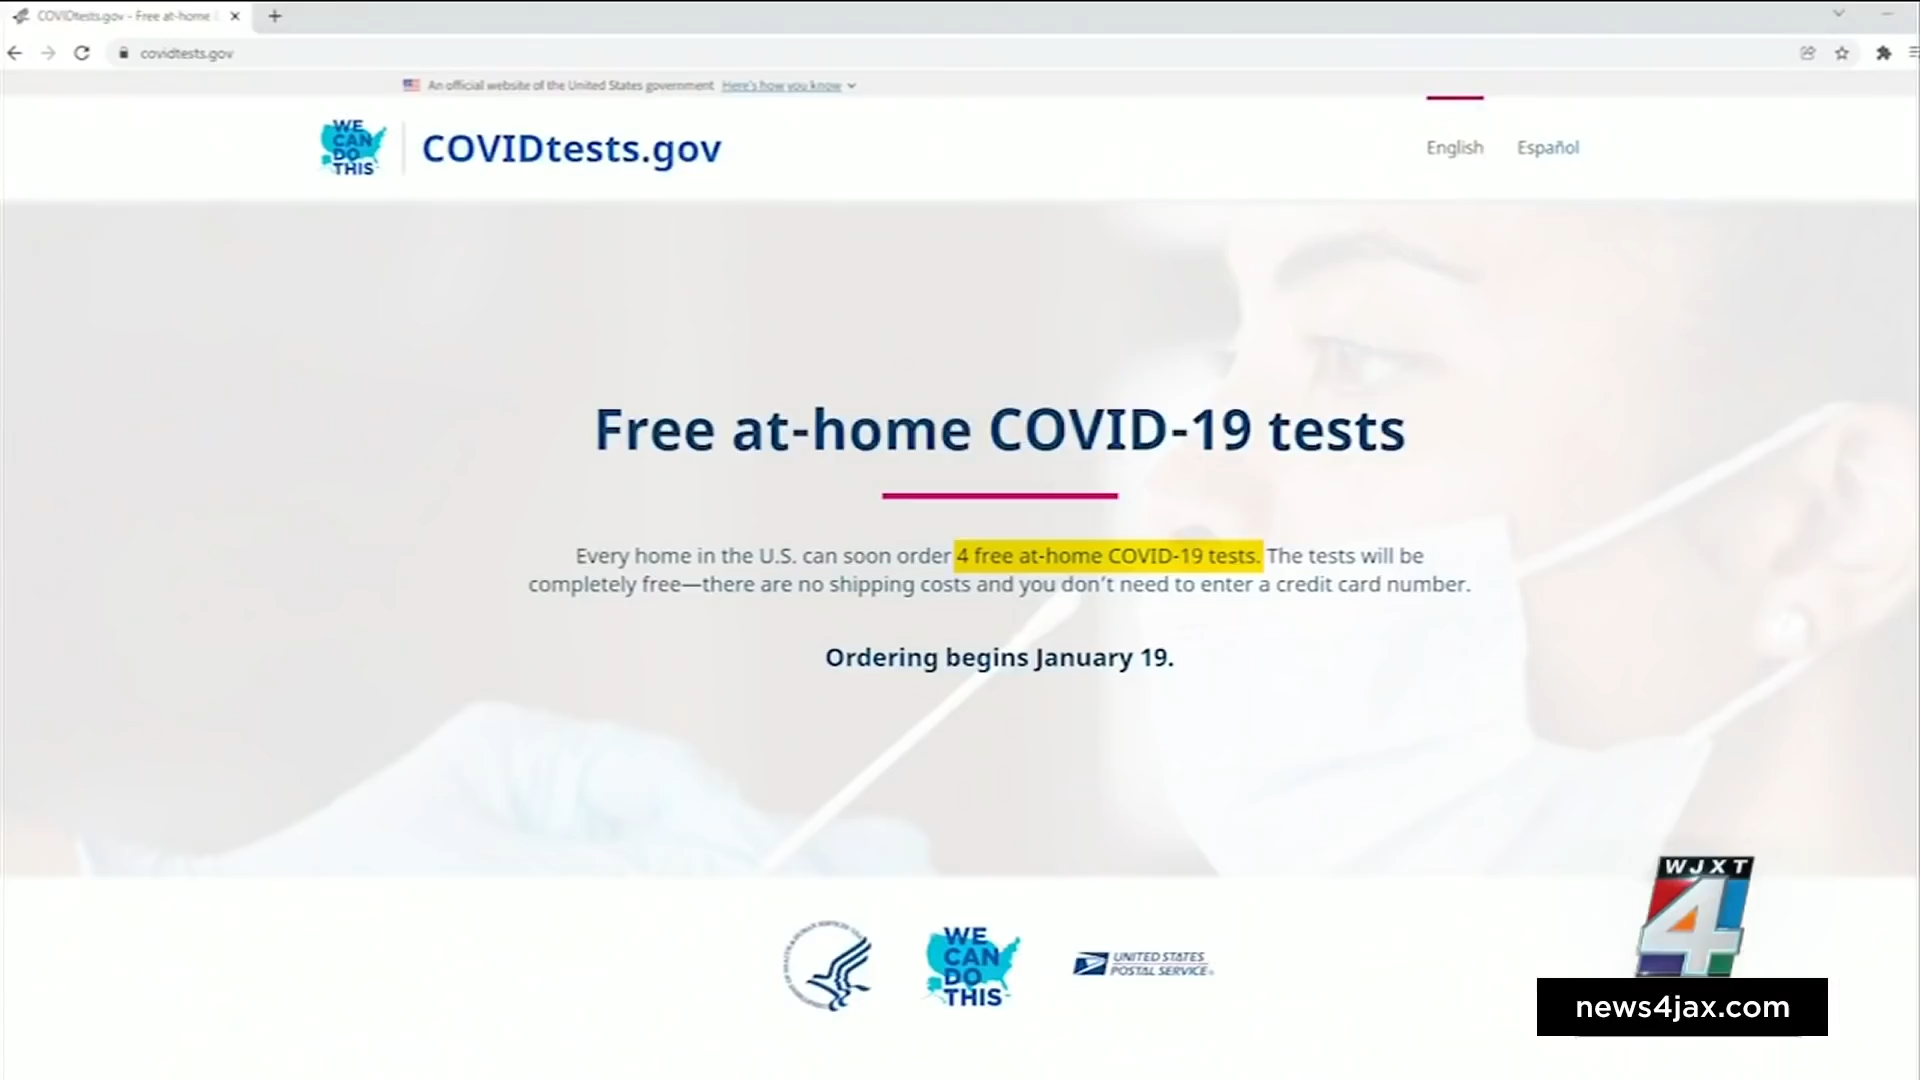 COVIDtests.gov - Free at-home
covidtests.gov
An official website of the United States government Here's how you know
WE
CAN
DO
THIS
COVIDtests.gov
English Español
Free at-home COVID-19 tests
Every home in the U.S. can soon order 4 free at-home COVID-19 tests. The tests will be
completely free—there are no shipping costs and you don't need to enter a credit card number.
Ordering begins January 19.
WE
CAN
DO
THIS
UNITED STATES
POSTAL SERVICE®
WJXT
4
news4jax.com